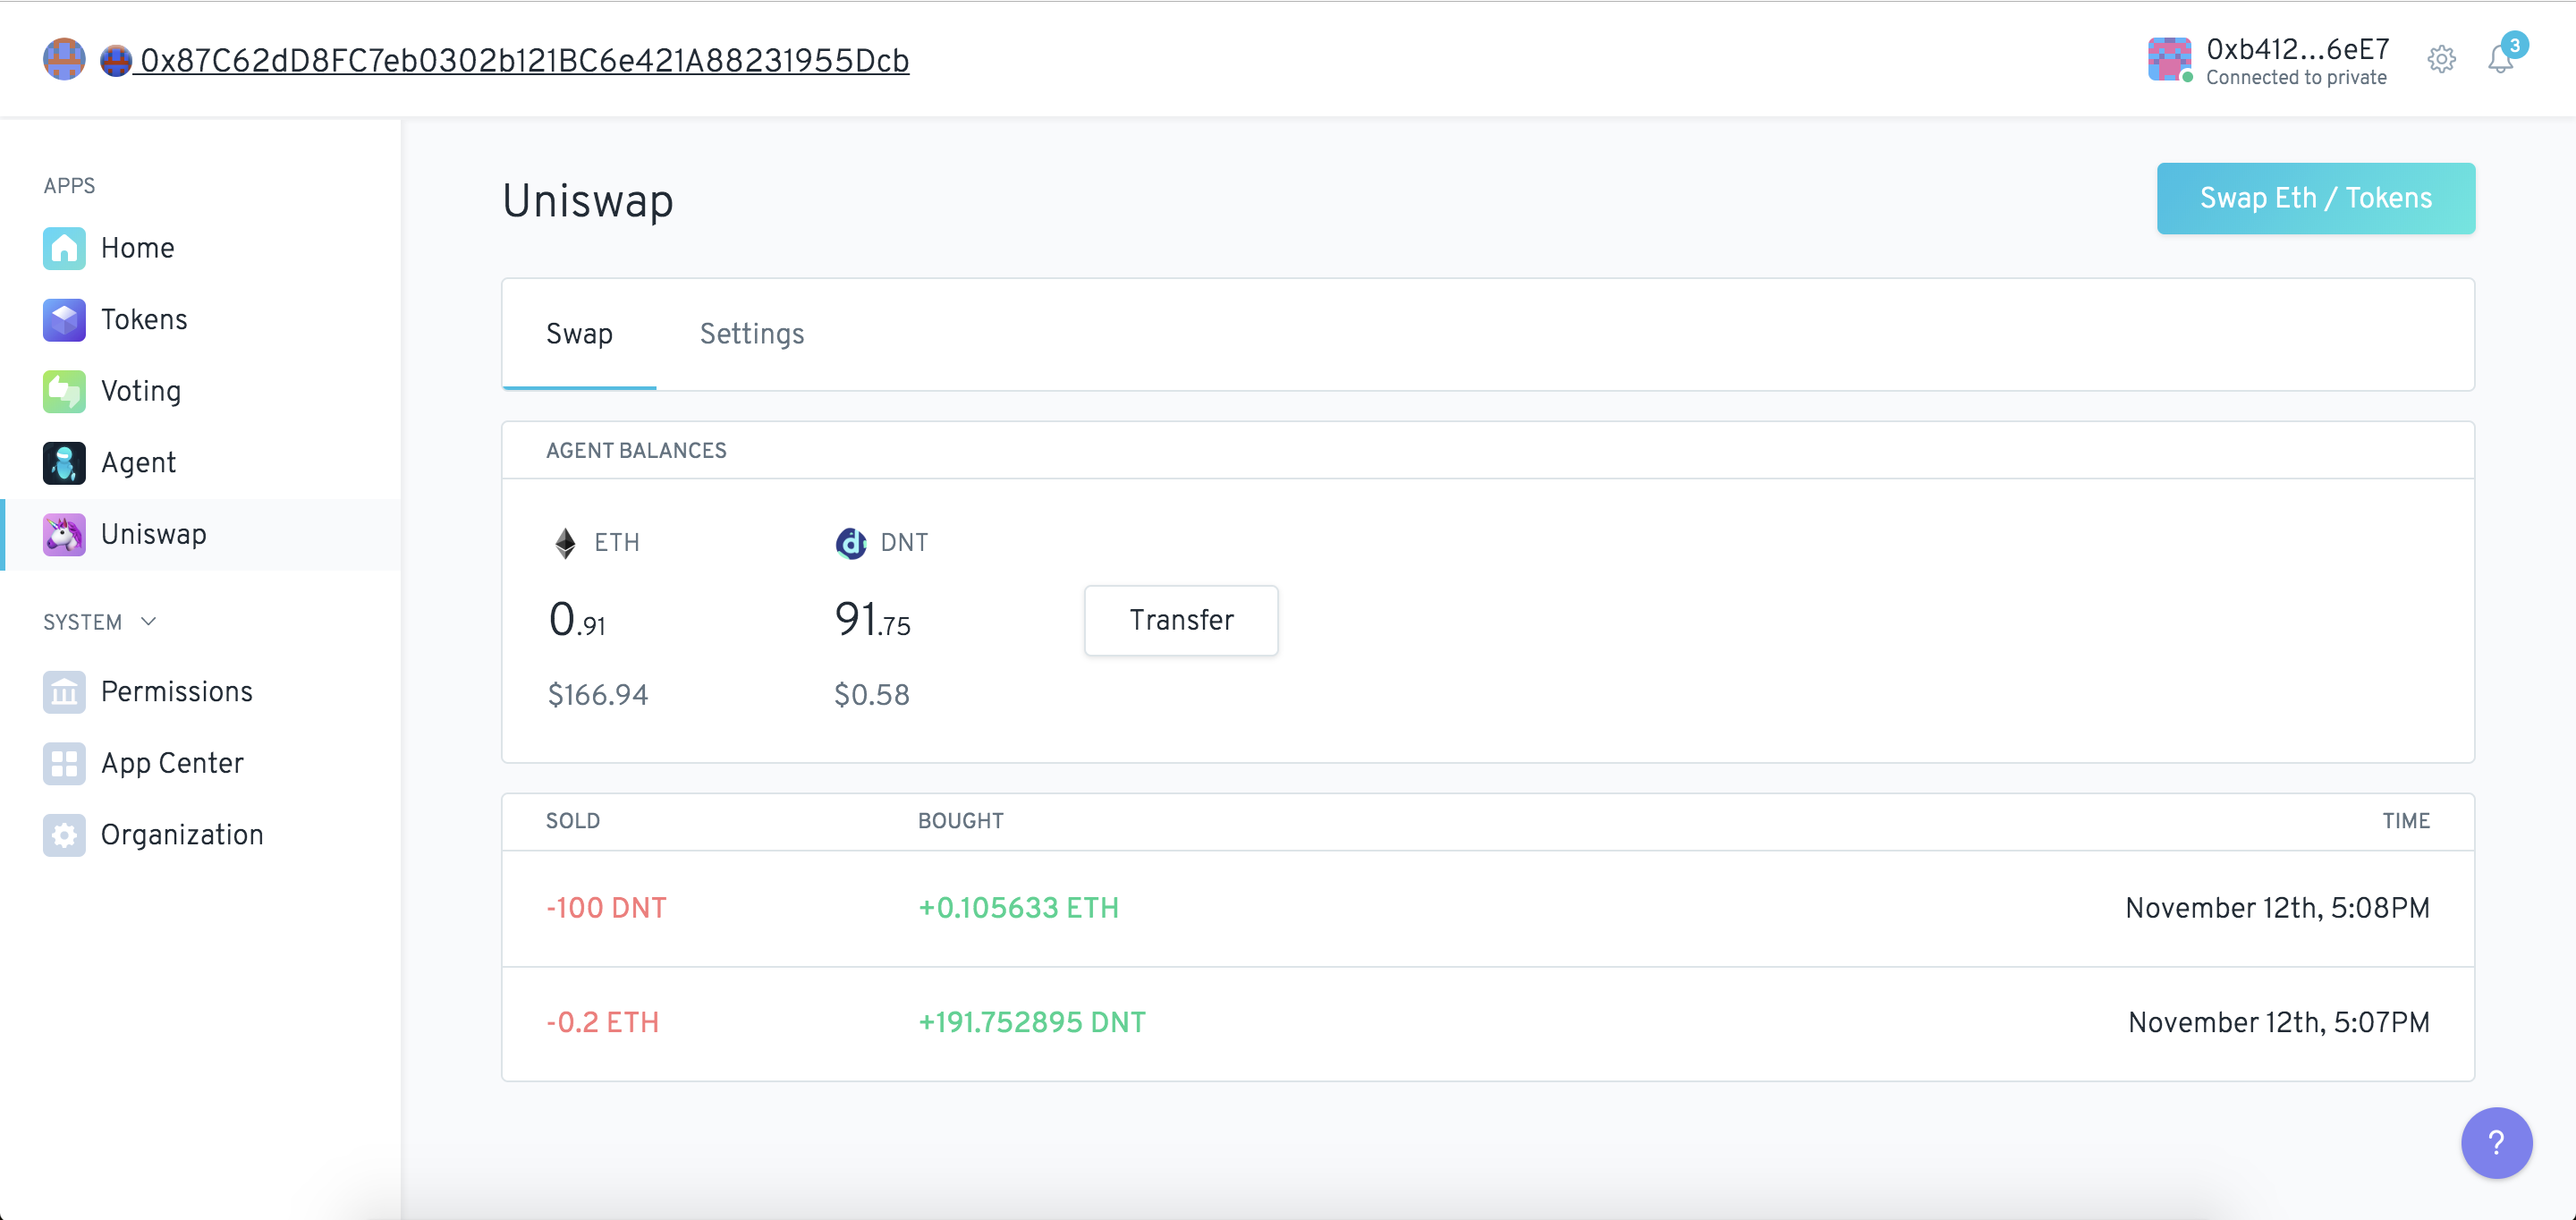 0x87C62dD8FC7eb0302b121BC6e421A88231955Dcb
0xb412...6eE7
Connected to private
3
APPS
Home
Tokens
Voting
Agent
Uniswap
SYSTEM
Permissions
App Center
Organization
Uniswap
Swap Eth / Tokens
Swap Settings
AGENT BALANCES
ETH DNT
0.91 91.75
Transfer
$166.94 $0.58
SOLD BOUGHT TIME
-100 DNT +0.105633 ETH November 12th, 5:08PM
-0.2 ETH +191.752895 DNT November 12th, 5:07PM
?